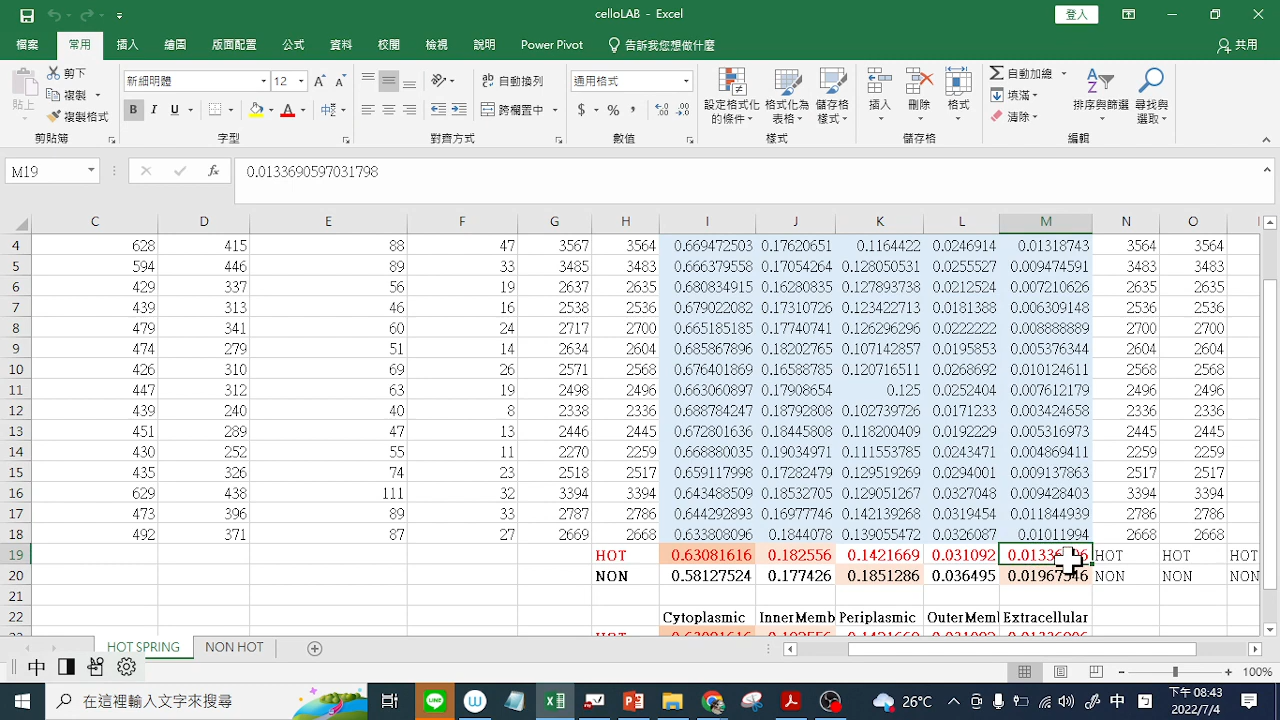 celloLAB － Excel
登入
檔案 常用 插入 繪圖 版面配置 公式 資料 校閱 檢視 說明 Power Pivot 告訴我您想做什麼 共用
貼上 剪下 複製 複製格式 剪貼簿
新細明體 12 B I U 字型
自動換列 跨欄置中 對齊方式
通用格式 $ % , 數值
設定格式化的條件 格式化為表格 儲存格樣式 樣式
插入 刪除 格式 儲存格
自動加總 填滿 清除 排序與篩選 尋找與選取 編輯
M19 fx 0.0133690597031798
C D E F G H I J K L M N O
4 628 415 88 47 3567 3564 0.669472503 0.17620651 0.1164422 0.0246914 0.01318743 3564 3564
5 594 446 89 33 3485 3483 0.666379558 0.17054264 0.128050531 0.0255527 0.009474591 3483 3483
6 429 337 56 19 2637 2635 0.680834915 0.16280835 0.127893738 0.0212524 0.007210626 2635 2635
7 439 313 46 16 2538 2536 0.679022082 0.17310726 0.123422713 0.0181388 0.006309148 2536 2536
8 479 341 60 24 2717 2700 0.665185185 0.17740741 0.126296296 0.0222222 0.008888889 2700 2700
9 474 279 51 14 2634 2604 0.685867896 0.18202765 0.107142857 0.0195853 0.005376344 2604 2604
10 426 310 69 26 2571 2568 0.676401869 0.16588785 0.120716511 0.0268692 0.010124611 2568 2568
11 447 312 63 19 2498 2496 0.663060897 0.17908654 0.125 0.0252404 0.007612179 2496 2496
12 439 240 40 8 2338 2336 0.688784247 0.18792808 0.102739726 0.0171233 0.003424658 2336 2336
13 451 289 47 13 2446 2445 0.672801636 0.18445808 0.118200409 0.0192229 0.005316973 2445 2445
14 430 252 55 11 2270 2259 0.668880035 0.19034971 0.111553785 0.0243471 0.004869411 2259 2259
15 435 326 74 23 2518 2517 0.659117998 0.17282479 0.129519269 0.0294001 0.009137863 2517 2517
16 629 438 111 32 3394 3394 0.643488509 0.18532705 0.129051267 0.0327048 0.009428403 3394 3394
17 473 396 89 33 2787 2786 0.644292893 0.16977746 0.142139268 0.0319454 0.011844939 2786 2786
18 492 371 87 27 2669 2668 0.633808096 0.1844078 0.139055472 0.0326087 0.01011994 2668 2668
19 HOT 0.63081616 0.182556 0.1421669 0.031092 HOT HOT HOT
20 NON 0.58127524 0.177426 0.1851286 0.036495 0.01967546 NON NON NON
21
22 Cytoplasmic InnerMemb Periplasmic OuterMeml Extracellular
HOT SPRING NON HOT
中
100%
在這裡輸入文字來搜尋
LINE
26°C 中 下午 08:43
2022/7/4